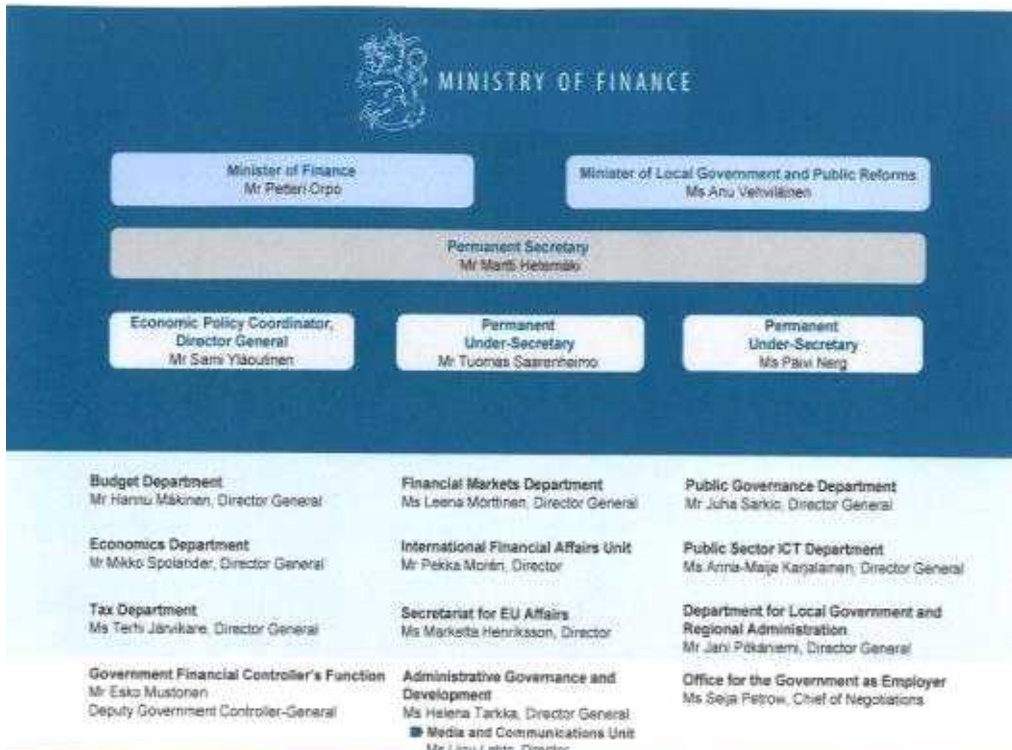 MINISTRY OF FINANCE
Minister of Finance
Mr Petteri Orpo
Minister of Local Government and Public Reforms
Ms Anu Vehviläinen
Permanent Secretary
Mr Martti Hetemäki
Economic Policy Coordinator,
Director General
Mr Sami Yläoutinen
Permanent
Under-Secretary
Mr Tuomas Saarenheimo
Permanent
Under-Secretary
Ms Päivi Nerg
Budget Department
Mr Hannu Mäkinen, Director General
Economics Department
Mr Mikko Spolander, Director General
Tax Department
Ms Terhi Järvikare, Director General
Government Financial Controller's Function
Mr Esko Mustonen
Deputy Government Controller-General
Financial Markets Department
Ms Leena Mörttinen, Director General
International Financial Affairs Unit
Mr Pekka Morén, Director
Secretariat for EU Affairs
Ms Marketta Henriksson, Director
Administrative Governance and
Development
Ms Helena Tarkka, Director General
Media and Communications Unit
Director
Public Governance Department
Mr Juha Sarkio, Director General
Public Sector ICT Department
Ms Anna-Maija Karjalainen, Director General
Department for Local Government and
Regional Administration
Mr Jani Pitkäniemi, Director General
Office for the Government as Employer
Ms Seija Petrow, Chief of Negotiations